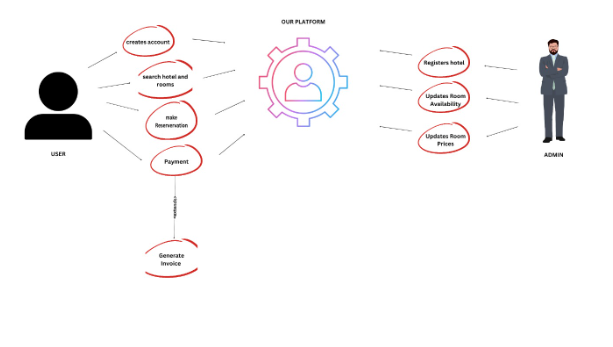 OUR PLATFORM
creates account
search hotel and
rooms
make
Reservervation
Payment
Generate
Invoice
USER
Registers hotel
Updates Room
Availability
Updates Room
Prices
ADMIN